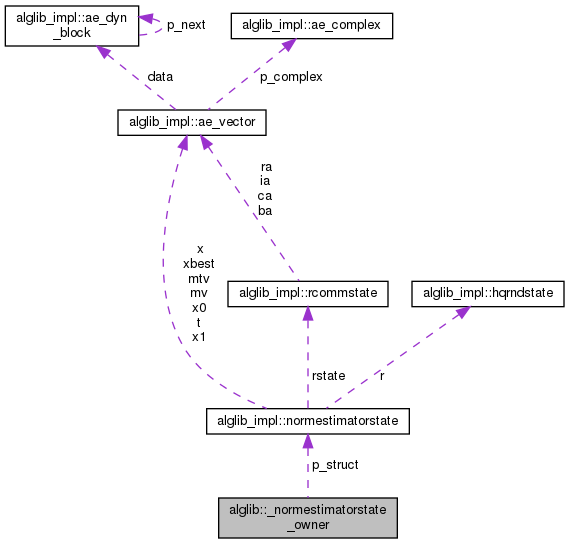 alglib_impl::ae_dyn
_block
p_next
alglib_impl::ae_complex
data
p_complex
alglib_impl::ae_vector
ra
ia
ca
ba
x
xbest
mtv
mv
x0
t
x1
alglib_impl::rcommstate
alglib_impl::hqrndstate
rstate
r
alglib_impl::normestimatorstate
p_struct
alglib::_normestimatorstate
_owner